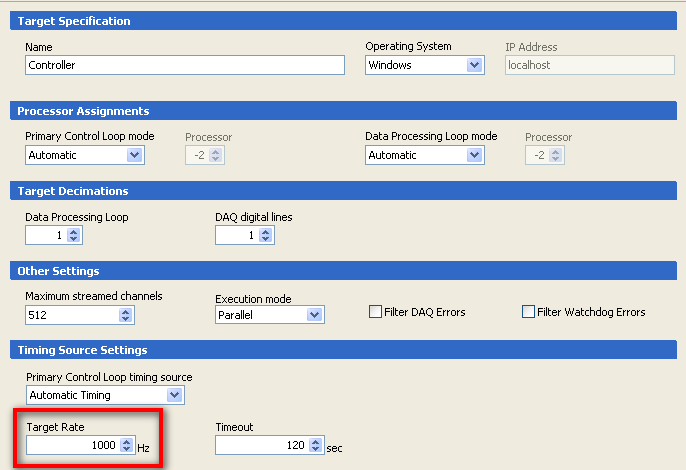 Target Specification
Name Operating System IP Address
Controller Windows localhost
Processor Assignments
Primary Control Loop mode Processor Data Processing Loop mode Processor
Automatic -2 Automatic -2
Target Decimations
Data Processing Loop DAQ digital lines
1 1
Other Settings
Maximum streamed channels Execution mode
512 Parallel Filter DAQ Errors Filter Watchdog Errors
Timing Source Settings
Primary Control Loop timing source
Automatic Timing
Target Rate Timeout
1000 Hz 120 sec